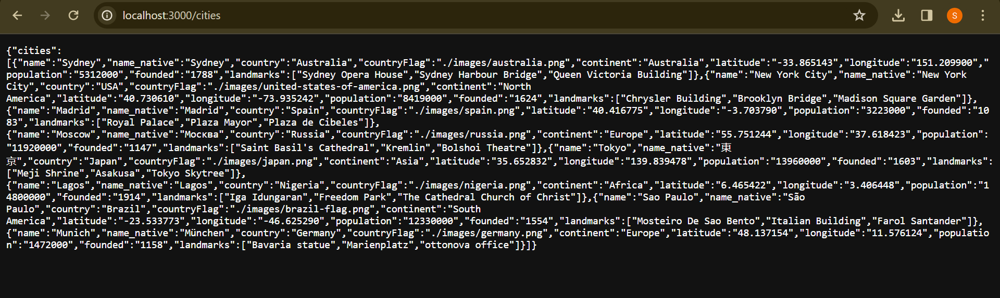 localhost:3000/cities
S
{"cities":
[{"name":"Sydney","name_native":"Sydney","country":"Australia","countryFlag":"./images/australia.png","continent":"Australia","latitude":"-33.865143","longitude":"151.209900","
population":"5312000","founded":"1788","landmarks":["Sydney Opera House","Sydney Harbour Bridge","Queen Victoria Building"]},{"name":"New York City","name_native":"New York
City","country":"USA","countryFlag":"./images/united-states-of-america.png","continent":"North
America","latitude":"40.730610","longitude":"-73.935242","population":"8419000","founded":"1624","landmarks":["Chrysler Building","Brooklyn Bridge","Madison Square Garden"]},
{"name":"Madrid","name_native":"Madrid","country":"Spain","countryFlag":"./images/spain.png","latitude":"40.416775","longitude":"-3.703790","population":"3223000","founded":"10
83","landmarks":["Royal Palace","Plaza Mayor","Plaza de Cibeles"]},
{"name":"Moscow","name_native":"Москва","country":"Russia","countryFlag":"./images/russia.png","continent":"Europe","latitude":"55.751244","longitude":"37.618423","population":
"11920000","founded":"1147","landmarks":["Saint Basil's Cathedral","Kremlin","Bolshoi Theatre"]},{"name":"Tokyo","name_native":"東
京","country":"Japan","countryFlag":"./images/japan.png","continent":"Asia","latitude":"35.652832","longitude":"139.839478","population":"13960000","founded":"1603","landmarks":
["Meji Shrine","Asakusa","Tokyo Skytree"]},
{"name":"Lagos","name_native":"Lagos","country":"Nigeria","countryFlag":"./images/nigeria.png","continent":"Africa","latitude":"6.465422","longitude":"3.406448","population":"1
4800000","founded":"1914","landmarks":["Iga Idungaran","Freedom Park","The Cathedral Church of Christ"]},{"name":"Sao Paulo","name_native":"São
Paulo","country":"Brazil","countryFlag":"./images/brazil-flag.png","continent":"South
America","latitude":"-23.533773","longitude":"-46.625290","population":"12330000","founded":"1554","landmarks":["Mosteiro De Sao Bento","Italian Building","Farol Santander"]},
{"name":"Munich","name_native":"München","country":"Germany","countryFlag":"./images/germany.png","continent":"Europe","latitude":"48.137154","longitude":"11.576124","populatio
n":"1472000","founded":"1158","landmarks":["Bavaria statue","Marienplatz","ottonova office"]}]}